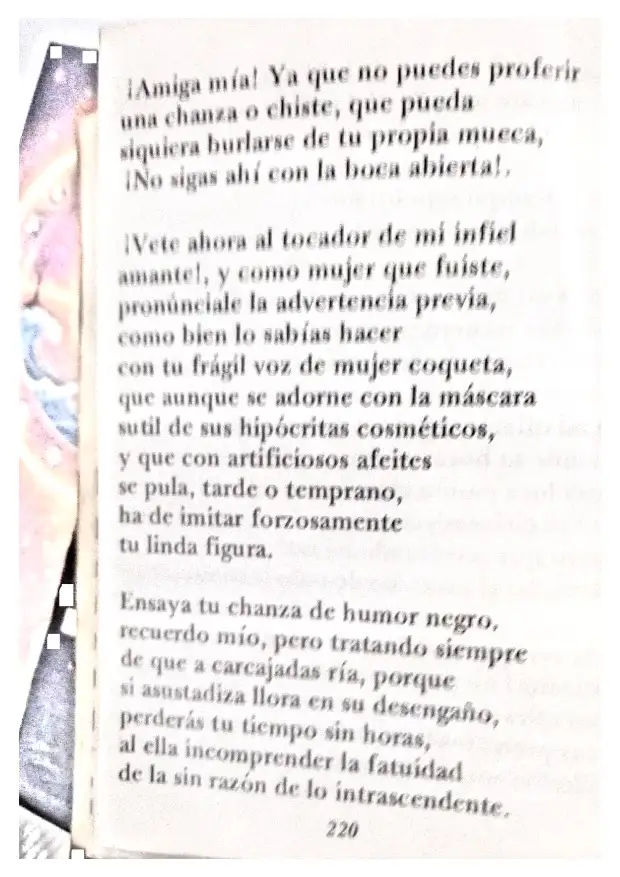 ¡Amiga mía! Ya que no puedes proferir
una chanza o chiste, que pueda
siquiera burlarse de tu propia mueca,
¡No sigas ahí con la boca abierta!.
¡Vete ahora al tocador de mi infiel
amante!, y como mujer que fuiste,
pronúnciale la advertencia previa,
como bien lo sabías hacer
con tu frágil voz de mujer coqueta,
que aunque se adorne con la máscara
sutil de sus hipócritas cosméticos,
y que con artificiosos afeites
se pula, tarde o temprano,
ha de imitar forzosamente
tu linda figura.
Ensaya tu chanza de humor negro,
recuerdo mío, pero tratando siempre
de que a carcajadas ría, porque
si asustadiza llora en su desengaño,
perderás tu tiempo sin horas,
al ella incomprender la fatuidad
de la sin razón de lo intrascendente.
220